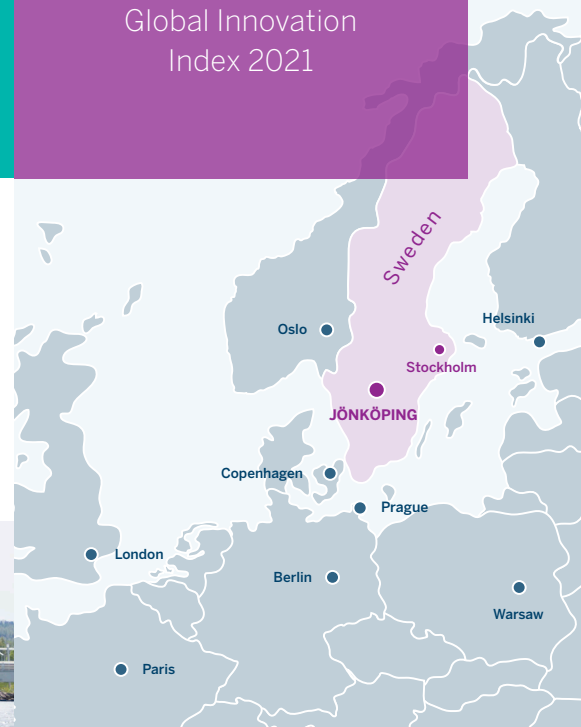 Global Innovation
Index 2021
Sweden
Oslo
Helsinki
Stockholm
JÖNKÖPING
Copenhagen
Prague
London
Berlin
Warsaw
Paris